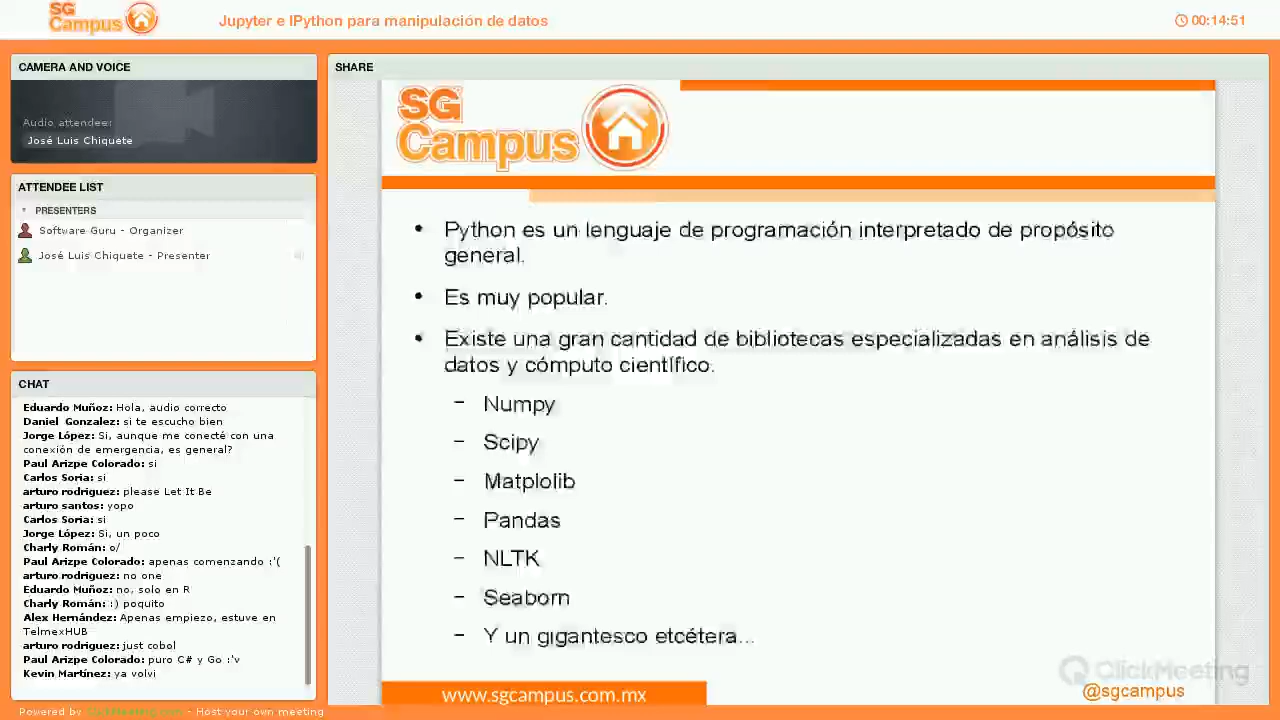 SG
Campus
Jupyter e IPython para manipulación de datos
00:14:51
CAMERA AND VOICE
Audio attendee:
José Luis Chiquete
ATTENDEE LIST
PRESENTERS
Software Guru - Organizer
José Luis Chiquete - Presenter
CHAT
Eduardo Muñoz: Hola, audio correcto
Daniel Gonzalez: si te escucho bien
Jorge López: Si, aunque me conecté con una
conexión de emergencia, es general?
Paul Arizpe Colorado: si
Carlos Soria: si
arturo rodriguez: please Let It Be
arturo santos: yopo
Carlos Soria: si
Jorge López: Si, un poco
Charly Román: o/
Paul Arizpe Colorado: apenas comenzando :'(
arturo rodriguez: no one
Eduardo Muñoz: no, solo en R
Charly Román: :) poquito
Alex Hernández: Apenas empiezo, estuve en
TelmexHUB
arturo rodriguez: just cobol
Paul Arizpe Colorado: puro C# y Go :'v
Kevin Martínez: ya volvi
Powered by ClickMeeting.com - Host your own meeting
SHARE
SG
Campus
• Python es un lenguaje de programación interpretado de propósito
general.
• Es muy popular.
• Existe una gran cantidad de bibliotecas especializadas en análisis de
datos y cómputo científico.
– Numpy
– Scipy
– Matplolib
– Pandas
– NLTK
– Seaborn
– Y un gigantesco etcétera...
ClickMeeting
www.sgcampus.com.mx
@sgcampus